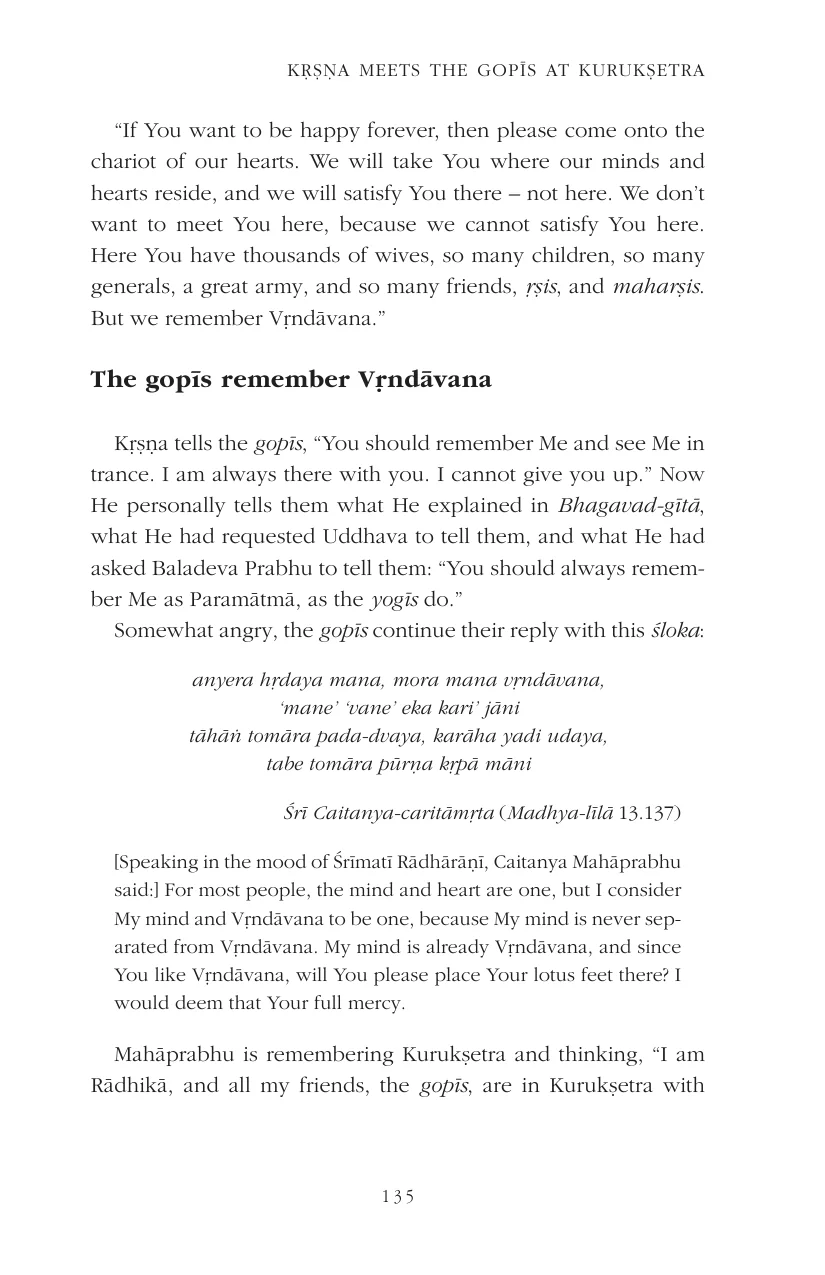 KṚṢṆA MEETS THE GOPĪS AT KURUKṢETRA
“If You want to be happy forever, then please come onto the
chariot of our hearts. We will take You where our minds and
hearts reside, and we will satisfy You there – not here. We don’t
want to meet You here, because we cannot satisfy You here.
Here You have thousands of wives, so many children, so many
generals, a great army, and so many friends, ṛṣis, and maharṣis.
But we remember Vṛndāvana.”
The gopīs remember Vṛndāvana
Kṛṣṇa tells the gopīs, “You should remember Me and see Me in
trance. I am always there with you. I cannot give you up.” Now
He personally tells them what He explained in Bhagavad-gītā,
what He had requested Uddhava to tell them, and what He had
asked Baladeva Prabhu to tell them: “You should always remem-
ber Me as Paramātmā, as the yogīs do.”
Somewhat angry, the gopīs continue their reply with this śloka:
anyera hṛdaya mana, mora mana vṛndāvana,
‘mane’ ‘vane’ eka kari’ jāni
tāhāṅ tomāra pada-dvaya, karāha yadi udaya,
tabe tomāra pūrṇa kṛpā māni
Śrī Caitanya-caritāmṛta (Madhya-līlā 13.137)
[Speaking in the mood of Śrīmatī Rādhārāṇī, Caitanya Mahāprabhu
said:] For most people, the mind and heart are one, but I consider
My mind and Vṛndāvana to be one, because My mind is never sep-
arated from Vṛndāvana. My mind is already Vṛndāvana, and since
You like Vṛndāvana, will You please place Your lotus feet there? I
would deem that Your full mercy.
Mahāprabhu is remembering Kurukṣetra and thinking, “I am
Rādhikā, and all my friends, the gopīs, are in Kurukṣetra with
135